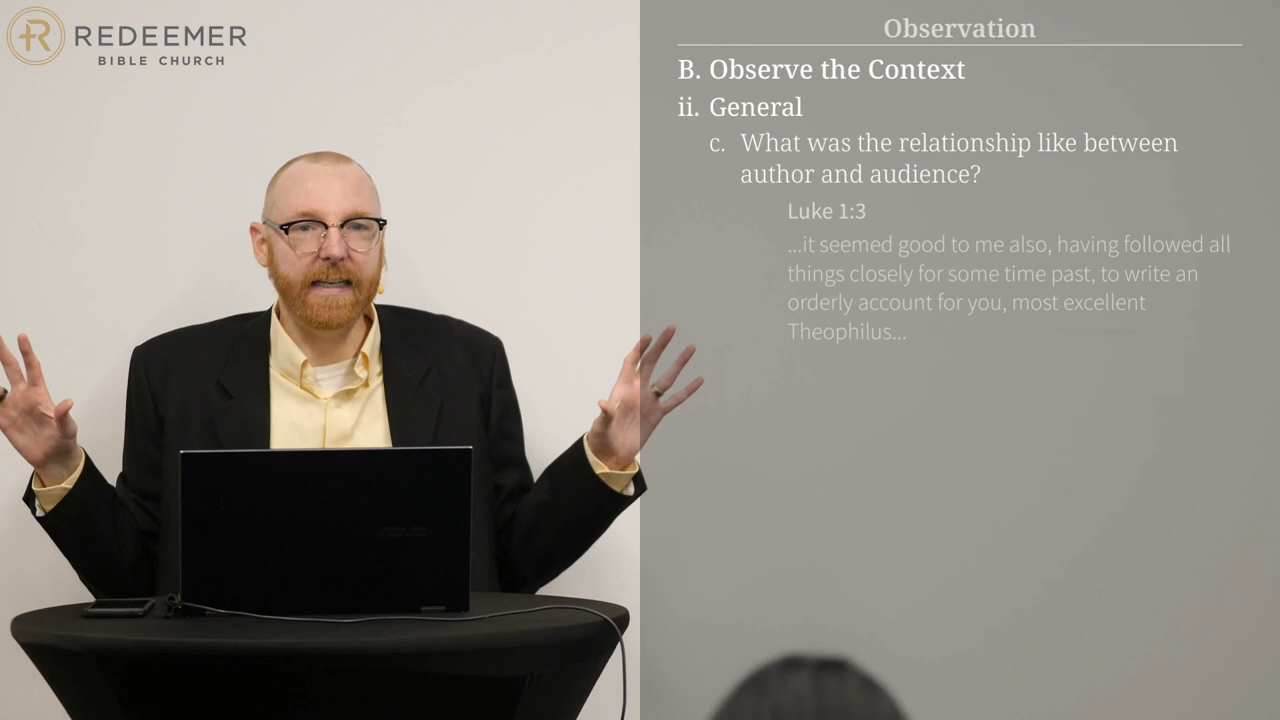 REDEEMER
BIBLE CHURCH
Observation
B. Observe the Context
ii. General
c. What was the relationship like between
author and audience?
Luke 1:3
...it seemed good to me also, having followed all
things closely for some time past, to write an
orderly account for you, most excellent
Theophilus...